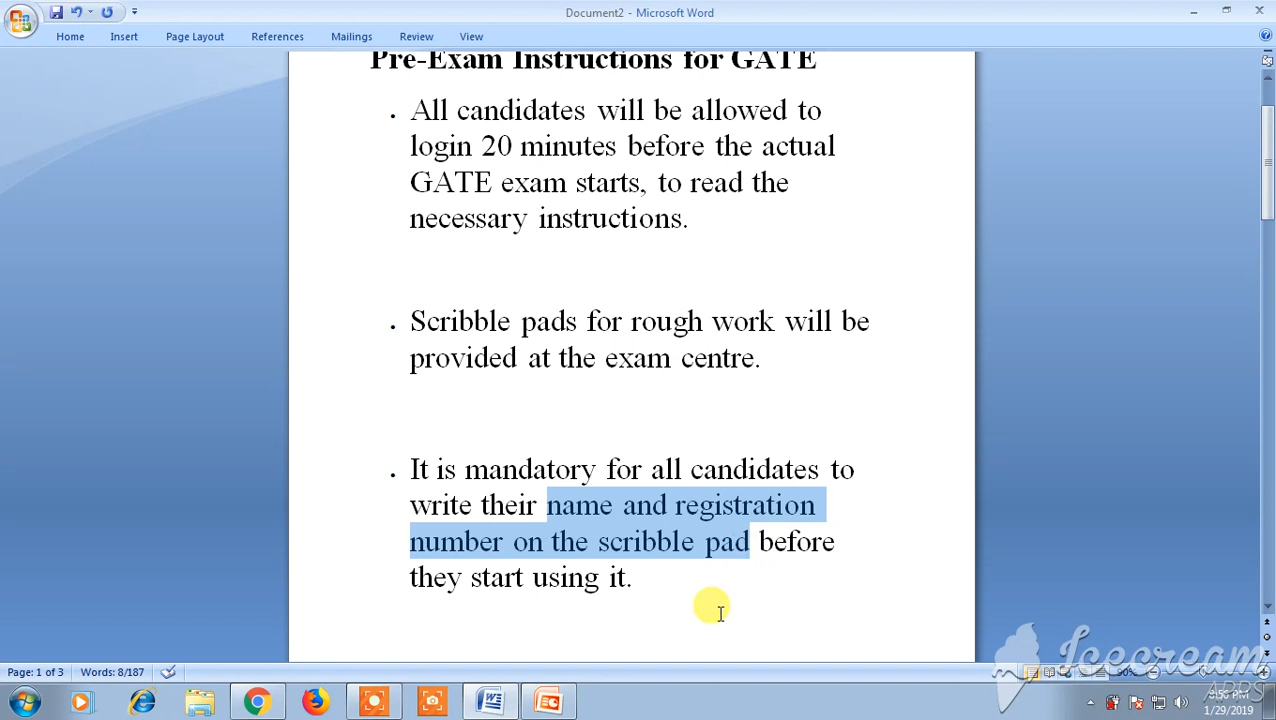 Document2 - Microsoft Word
Home Insert Page Layout References Mailings Review View
Pre-Exam Instructions for GATE
• All candidates will be allowed to
login 20 minutes before the actual
GATE exam starts, to read the
necessary instructions.
• Scribble pads for rough work will be
provided at the exam centre.
• It is mandatory for all candidates to
write their name and registration
number on the scribble pad before
they start using it.
Icecream
APPS
Page: 1 of 3 Words: 8/187
1/29/2019